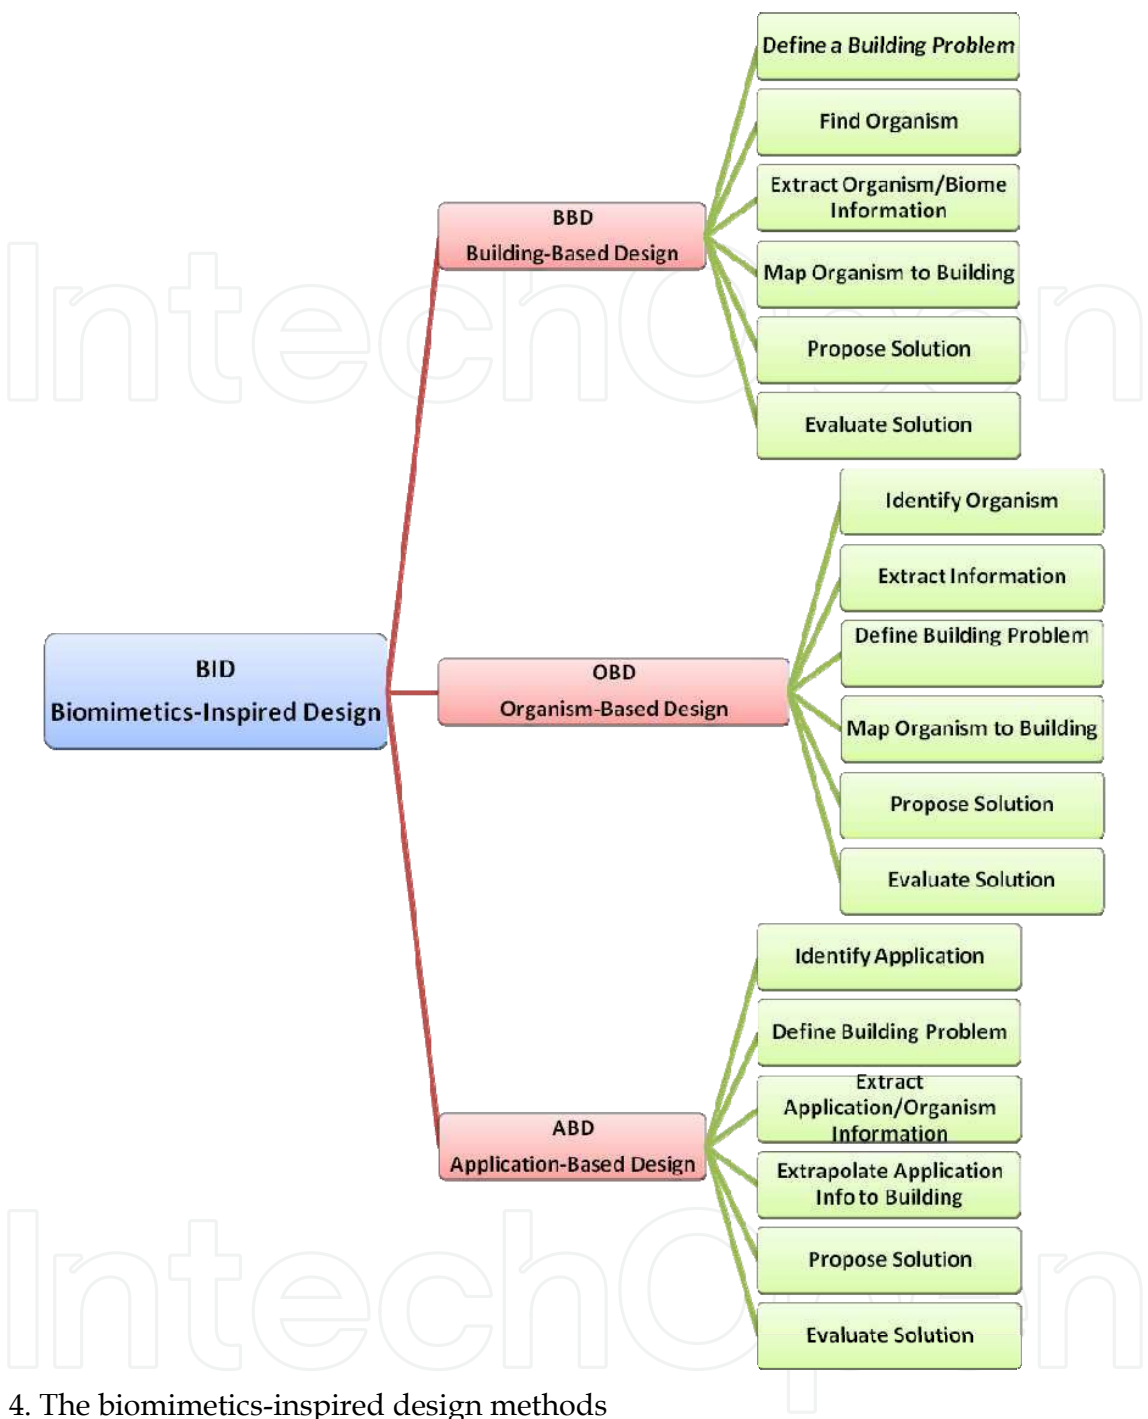 Define a Building Problem
Find Organism
Extract Organism/Biome
Information
BBD
Building-Based Design
Map Organism to Building
Propose Solution
Evaluate Solution
Identify Organism
Extract Information
Define Building Problem
BID
Biomimetics-Inspired Design
OBD
Organism-Based Design
Map Organism to Building
Propose Solution
Evaluate Solution
Identify Application
Define Building Problem
Extract
Application/Organism
Information
ABD
Application-Based Design
Extrapolate Application
Info to Building
Propose Solution
Evaluate Solution
IntechOpen
IntechOpen
4. The biomimetics-inspired design methods